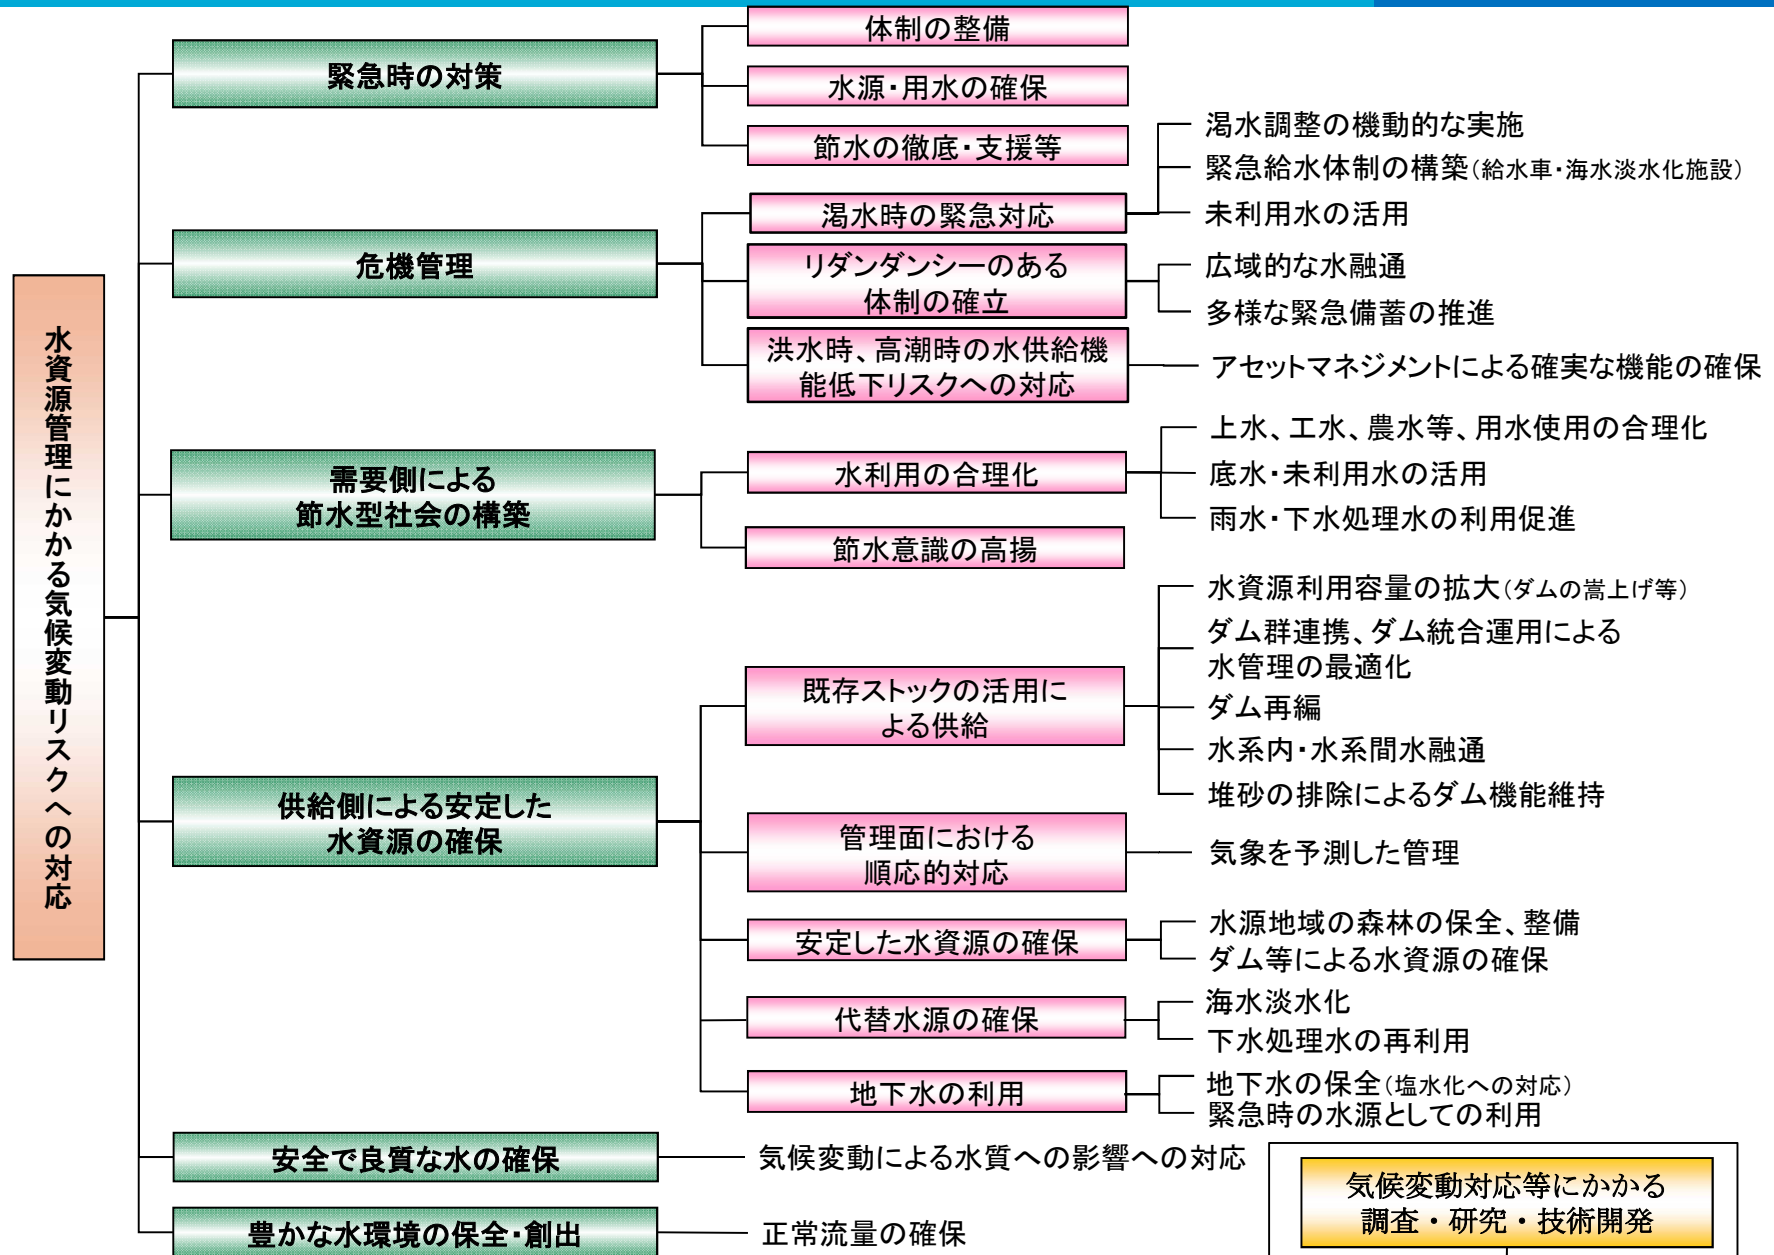 水資源管理にかかる気候変動リスクへの対応
緊急時の対策
体制の整備
水源・用水の確保
節水の徹底・支援等
危機管理
渇水時の緊急対応
渇水調整の機動的な実施
緊急給水体制の構築(給水車・海水淡水化施設)
未利用水の活用
リダンダンシーのある
体制の確立
広域的な水融通
多様な緊急備蓄の推進
洪水時、高潮時の水供給機
能低下リスクへの対応
アセットマネジメントによる確実な機能の確保
需要側による
節水型社会の構築
水利用の合理化
上水、工水、農水等、用水使用の合理化
底水・未利用水の活用
雨水・下水処理水の利用促進
節水意識の高揚
供給側による安定した
水資源の確保
既存ストックの活用に
よる供給
水資源利用容量の拡大(ダムの嵩上げ等)
ダム群連携、ダム統合運用による
水管理の最適化
ダム再編
水系内・水系間水融通
堆砂の排除によるダム機能維持
管理面における
順応的対応
気象を予測した管理
安定した水資源の確保
水源地域の森林の保全、整備
ダム等による水資源の確保
代替水源の確保
海水淡水化
下水処理水の再利用
地下水の利用
地下水の保全(塩水化への対応)
緊急時の水源としての利用
安全で良質な水の確保
気候変動による水質への影響への対応
豊かな水環境の保全・創出
正常流量の確保
気候変動対応等にかかる
調査・研究・技術開発